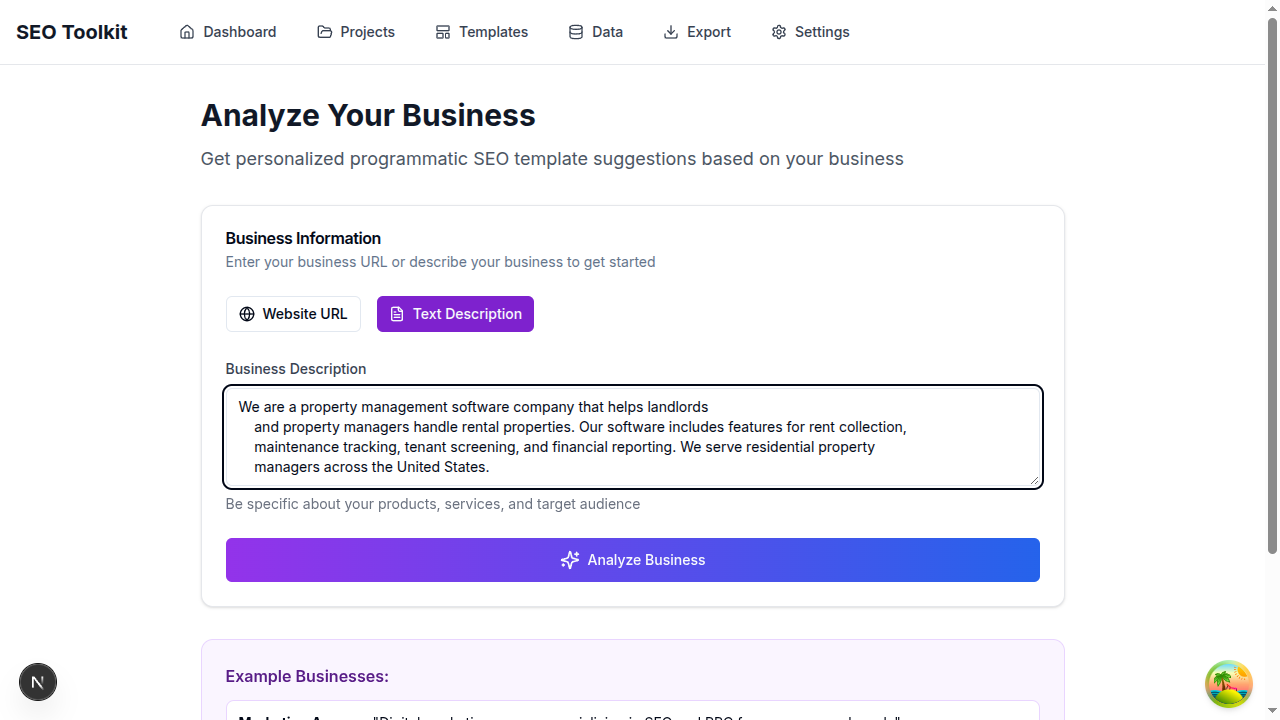 SEO Toolkit Dashboard Projects Templates Data Export Settings
Analyze Your Business
Get personalized programmatic SEO template suggestions based on your business
Business Information
Enter your business URL or describe your business to get started
Website URL Text Description
Business Description
We are a property management software company that helps landlords
and property managers handle rental properties. Our software includes features for rent collection,
maintenance tracking, tenant screening, and financial reporting. We serve residential property
managers across the United States.
Be specific about your products, services, and target audience
Analyze Business
Example Businesses:
N